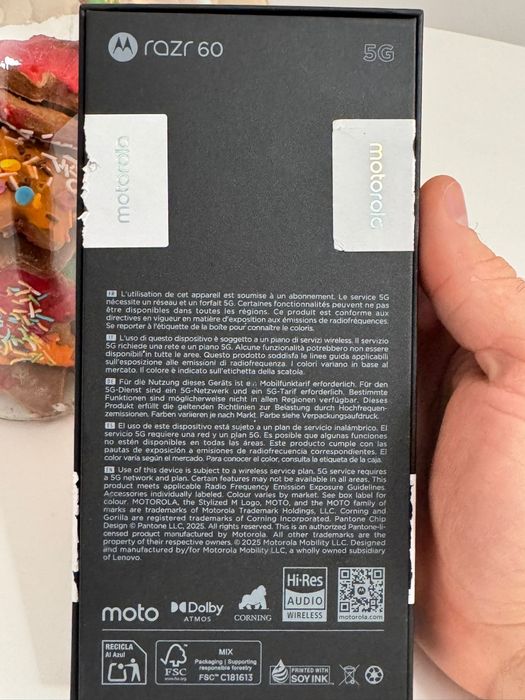 razr 60
5G
motorola
motorola
FR L'utilisation de cet appareil est soumise à un abonnement. Le service 5G
nécessite un réseau et un forfait 5G. Certaines fonctionnalités peuvent ne pas
être disponibles dans toutes les régions. Ce produit est conforme aux
directives en vigueur en matière d'exposition aux émissions de radiofréquences.
Se reporter à l'étiquette de la boîte pour connaître le coloris.
IT L'uso di questo dispositivo è soggetto a un piano di servizi wireless. Il servizio
5G richiede una rete e un piano 5G. Alcune funzionalità potrebbero non essere
disponibili in tutte le aree. Questo prodotto soddisfa le linee guida applicabili
sull'esposizione alle emissioni di radiofrequenza. I colori variano in base al
mercato. Il colore è indicato sull'etichetta della scatola.
DE Für die Nutzung dieses Geräts ist ein Mobilfunktarif erforderlich. Für den
5G-Dienst sind ein 5G-Netzwerk und ein 5G-Tarif erforderlich. Bestimmte
Funktionen sind möglicherweise nicht in allen Regionen verfügbar. Dieses
Produkt erfüllt die geltenden Richtlinien zur Belastung durch Hochfrequen-
zemissionen. Farben variieren je nach Markt. Farbe siehe Verpackungsaufdruck.
ES El uso de este dispositivo está sujeto a un plan de servicio inalámbrico. El
servicio 5G requiere una red y un plan 5G. Es posible que algunas funciones
no estén disponibles en todas las áreas. Este producto cumple con las
pautas de exposición a emisiones de radiofrecuencia correspondientes. El
color varía según el mercado. Para conocer el color, consulta la etiqueta de la caja.
EN Use of this device is subject to a wireless service plan. 5G service requires
a 5G network and plan. Certain features may not be available in all areas. This
product meets applicable Radio Frequency Emission Exposure Guidelines.
Accessories individually labeled. Colour varies by market. See box label for
colour. MOTOROLA, the Stylized M Logo, MOTO, and the MOTO family of
marks are trademarks of Motorola Trademark Holdings, LLC. Corning and
Gorilla are registered trademarks of Corning Incorporated. Pantone Chip
Design © Pantone LLC, 2025. All rights reserved. This is an authorized Pantone-li-
censed product manufactured by Motorola. All other trademarks are the
property of their respective owners. © 2025 Motorola Mobility LLC. Designed
and manufactured by/for Motorola Mobility LLC, a wholly owned subsidiary
of Lenovo.
moto
Dolby
ATMOS
CORNING
Hi-Res
AUDIO
WIRELESS
motorola.com
RECICLA
Al Azul
FSC
www.fsc.org
MIX
Packaging | Supporting
responsible forestry
FSC™ C181613
PRINTED WITH
SOY INK